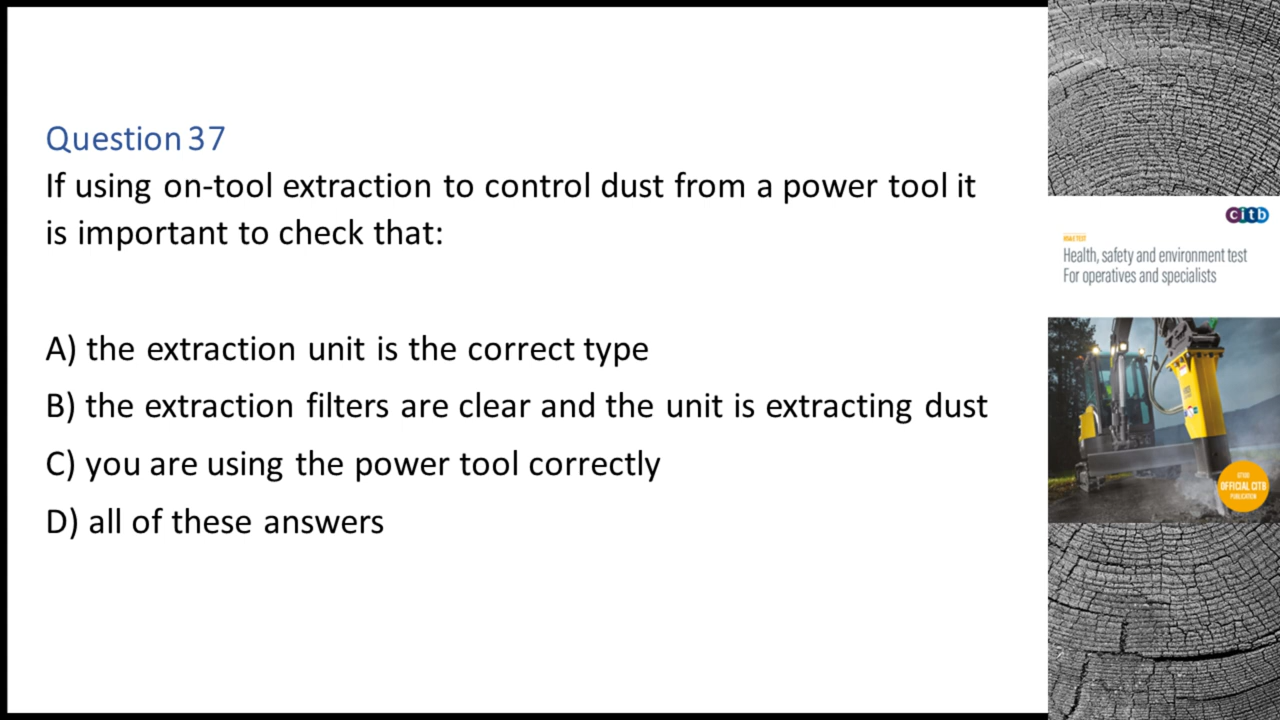 Question 37
If using on-tool extraction to control dust from a power tool it
is important to check that:
A) the extraction unit is the correct type
B) the extraction filters are clear and the unit is extracting dust
C) you are using the power tool correctly
D) all of these answers
citb
HS&E TEST
Health, safety and environment test
For operatives and specialists
OFFICIAL CITB
PUBLICATION